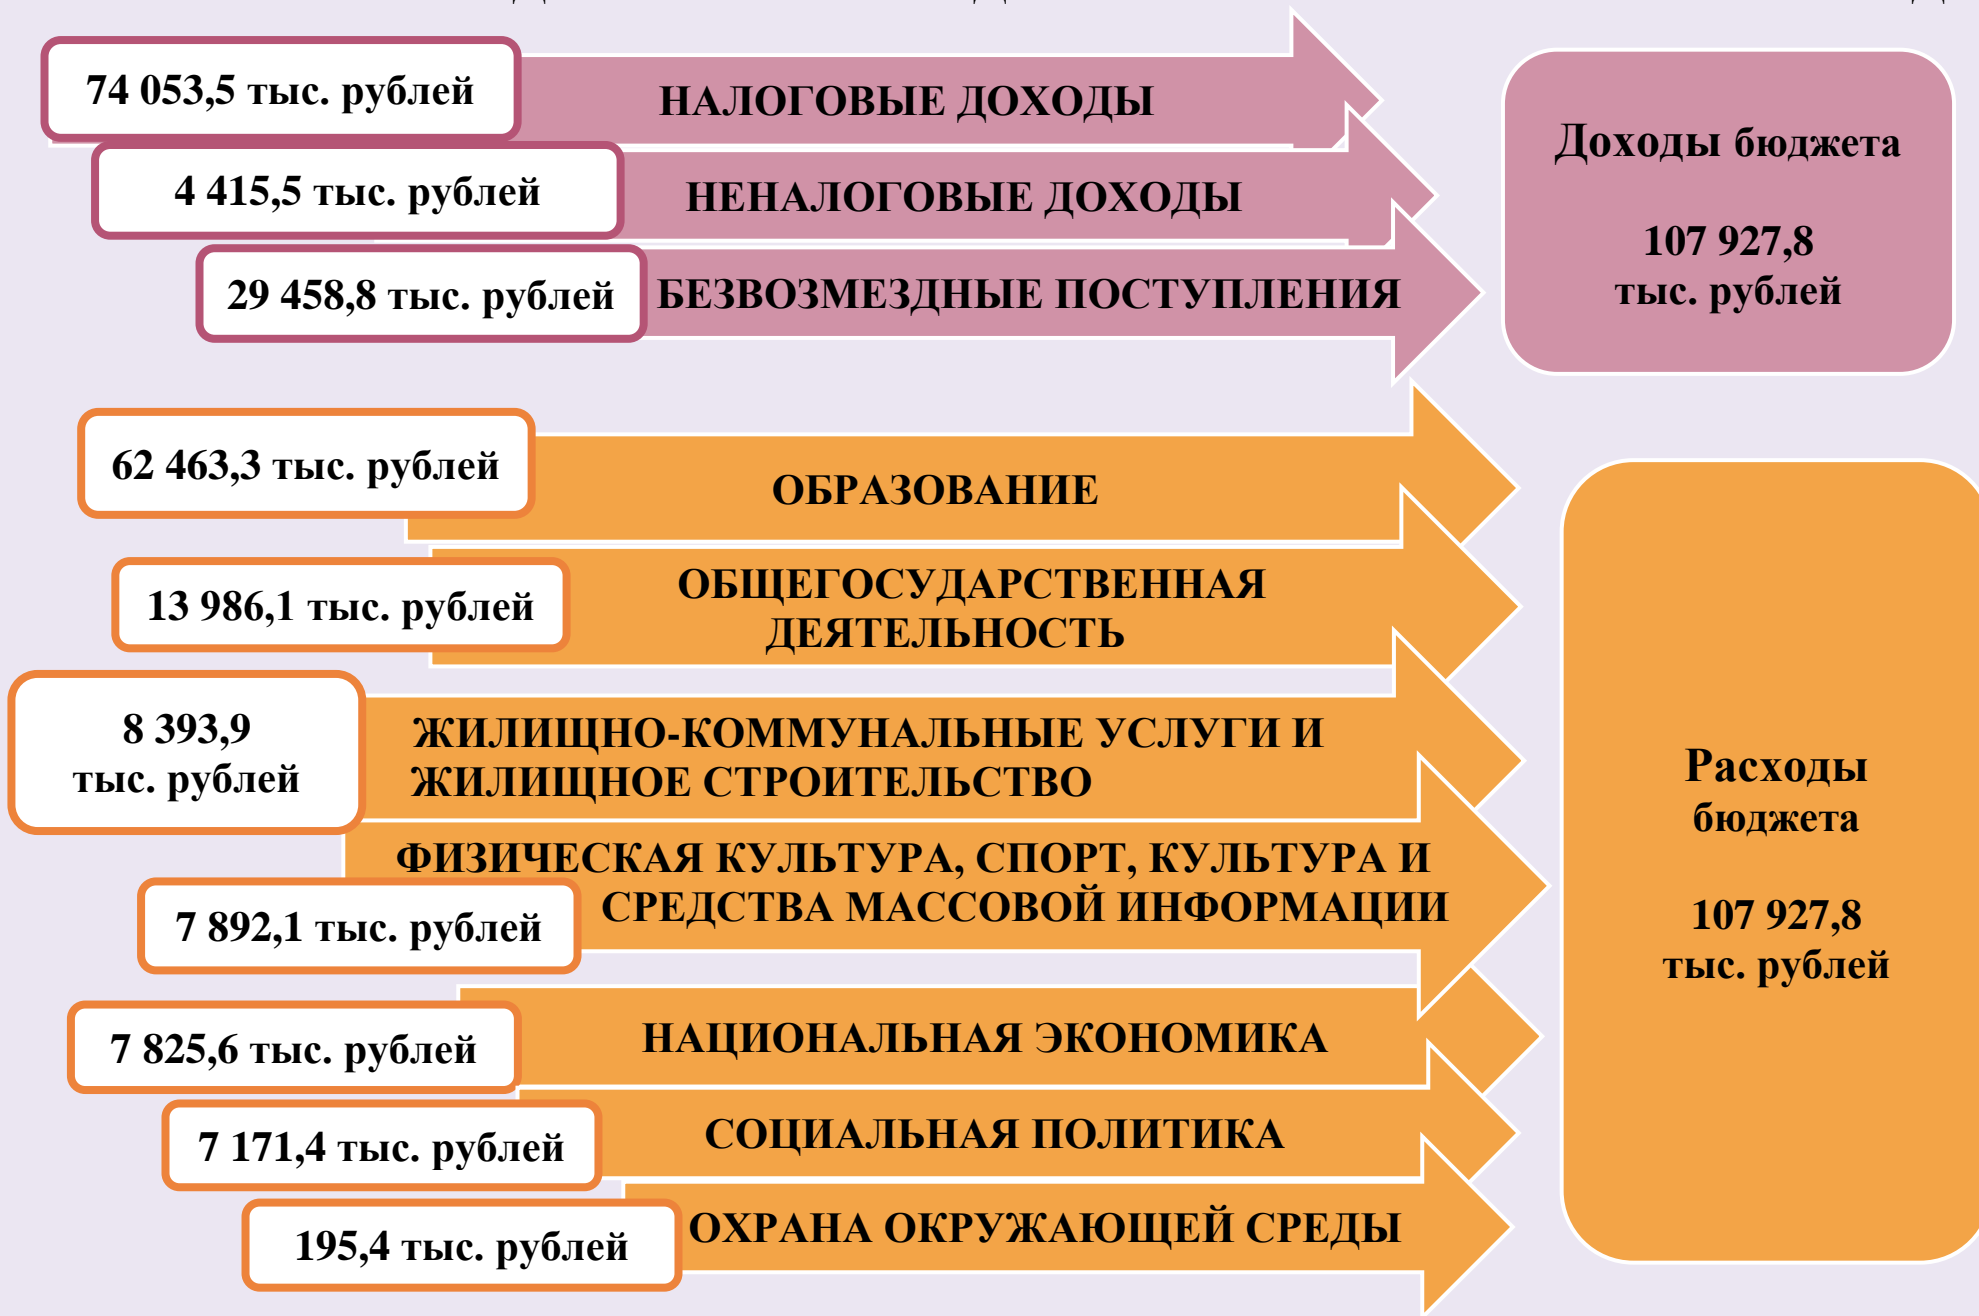 74 053,5 тыс. рублей
НАЛОГОВЫЕ ДОХОДЫ
4 415,5 тыс. рублей
НЕНАЛОГОВЫЕ ДОХОДЫ
29 458,8 тыс. рублей
БЕЗВОЗМЕЗДНЫЕ ПОСТУПЛЕНИЯ
Доходы бюджета
107 927,8
тыс. рублей
62 463,3 тыс. рублей
ОБРАЗОВАНИЕ
13 986,1 тыс. рублей
ОБЩЕГОСУДАРСТВЕННАЯ
ДЕЯТЕЛЬНОСТЬ
8 393,9
тыс. рублей
ЖИЛИЩНО-КОММУНАЛЬНЫЕ УСЛУГИ И
ЖИЛИЩНОЕ СТРОИТЕЛЬСТВО
ФИЗИЧЕСКАЯ КУЛЬТУРА, СПОРТ, КУЛЬТУРА И
СРЕДСТВА МАССОВОЙ ИНФОРМАЦИИ
7 892,1 тыс. рублей
7 825,6 тыс. рублей
НАЦИОНАЛЬНАЯ ЭКОНОМИКА
7 171,4 тыс. рублей
СОЦИАЛЬНАЯ ПОЛИТИКА
195,4 тыс. рублей
ОХРАНА ОКРУЖАЮЩЕЙ СРЕДЫ
Расходы
бюджета
107 927,8
тыс. рублей